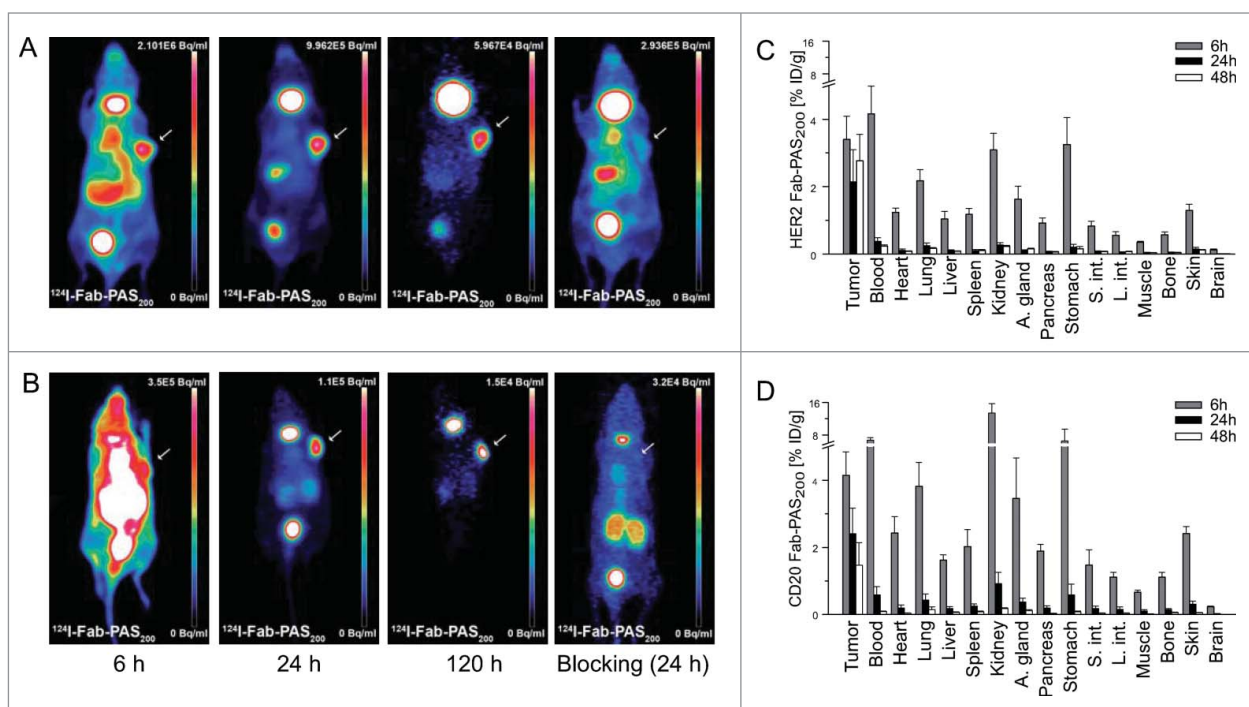 A
2.101E6 Bq/ml
9.962E5 Bq/ml
5.967E4 Bq/ml
2.936E5 Bq/ml
124I-Fab-PAS200
0 Bq/ml
124I-Fab-PAS200
0 Bq/ml
124I-Fab-PAS200
0 Bq/ml
124I-Fab-PAS200
0 Bq/ml
B
3.5E5 Bq/ml
1.1E5 Bq/ml
1.5E4 Bq/ml
3.2E4 Bq/ml
124I-Fab-PAS200
0 Bq/ml
124I-Fab-PAS200
0 Bq/ml
124I-Fab-PAS200
0 Bq/ml
124I-Fab-PAS200
0 Bq/ml
6 h
24 h
120 h
Blocking (24 h)
C
HER2 Fab-PAS200 [% ID/g]
16
8
4
2
0
6h
24h
48h
Tumor
Blood
Heart
Lung
Liver
Spleen
Kidney
A. gland
Pancreas
Stomach
S. int.
L. int.
Muscle
Bone
Skin
Brain
D
CD20 Fab-PAS200 [% ID/g]
16
8
4
2
0
6h
24h
48h
Tumor
Blood
Heart
Lung
Liver
Spleen
Kidney
A. gland
Pancreas
Stomach
S. int.
L. int.
Muscle
Bone
Skin
Brain